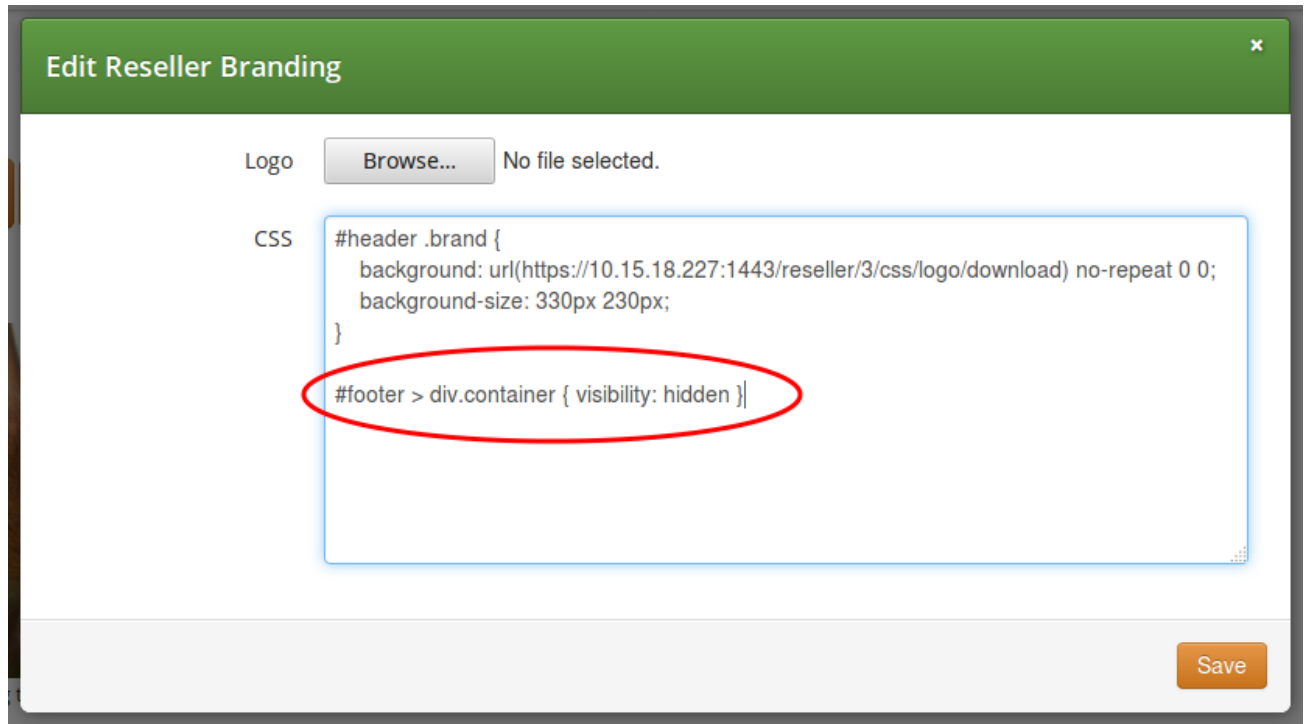 Edit Reseller Branding
×
Logo Browse... No file selected.
CSS
#header .brand {
    background: url(https://10.15.18.227:1443/reseller/3/css/logo/download) no-repeat 0 0;
    background-size: 330px 230px;
}
#footer > div.container { visibility: hidden }
Save